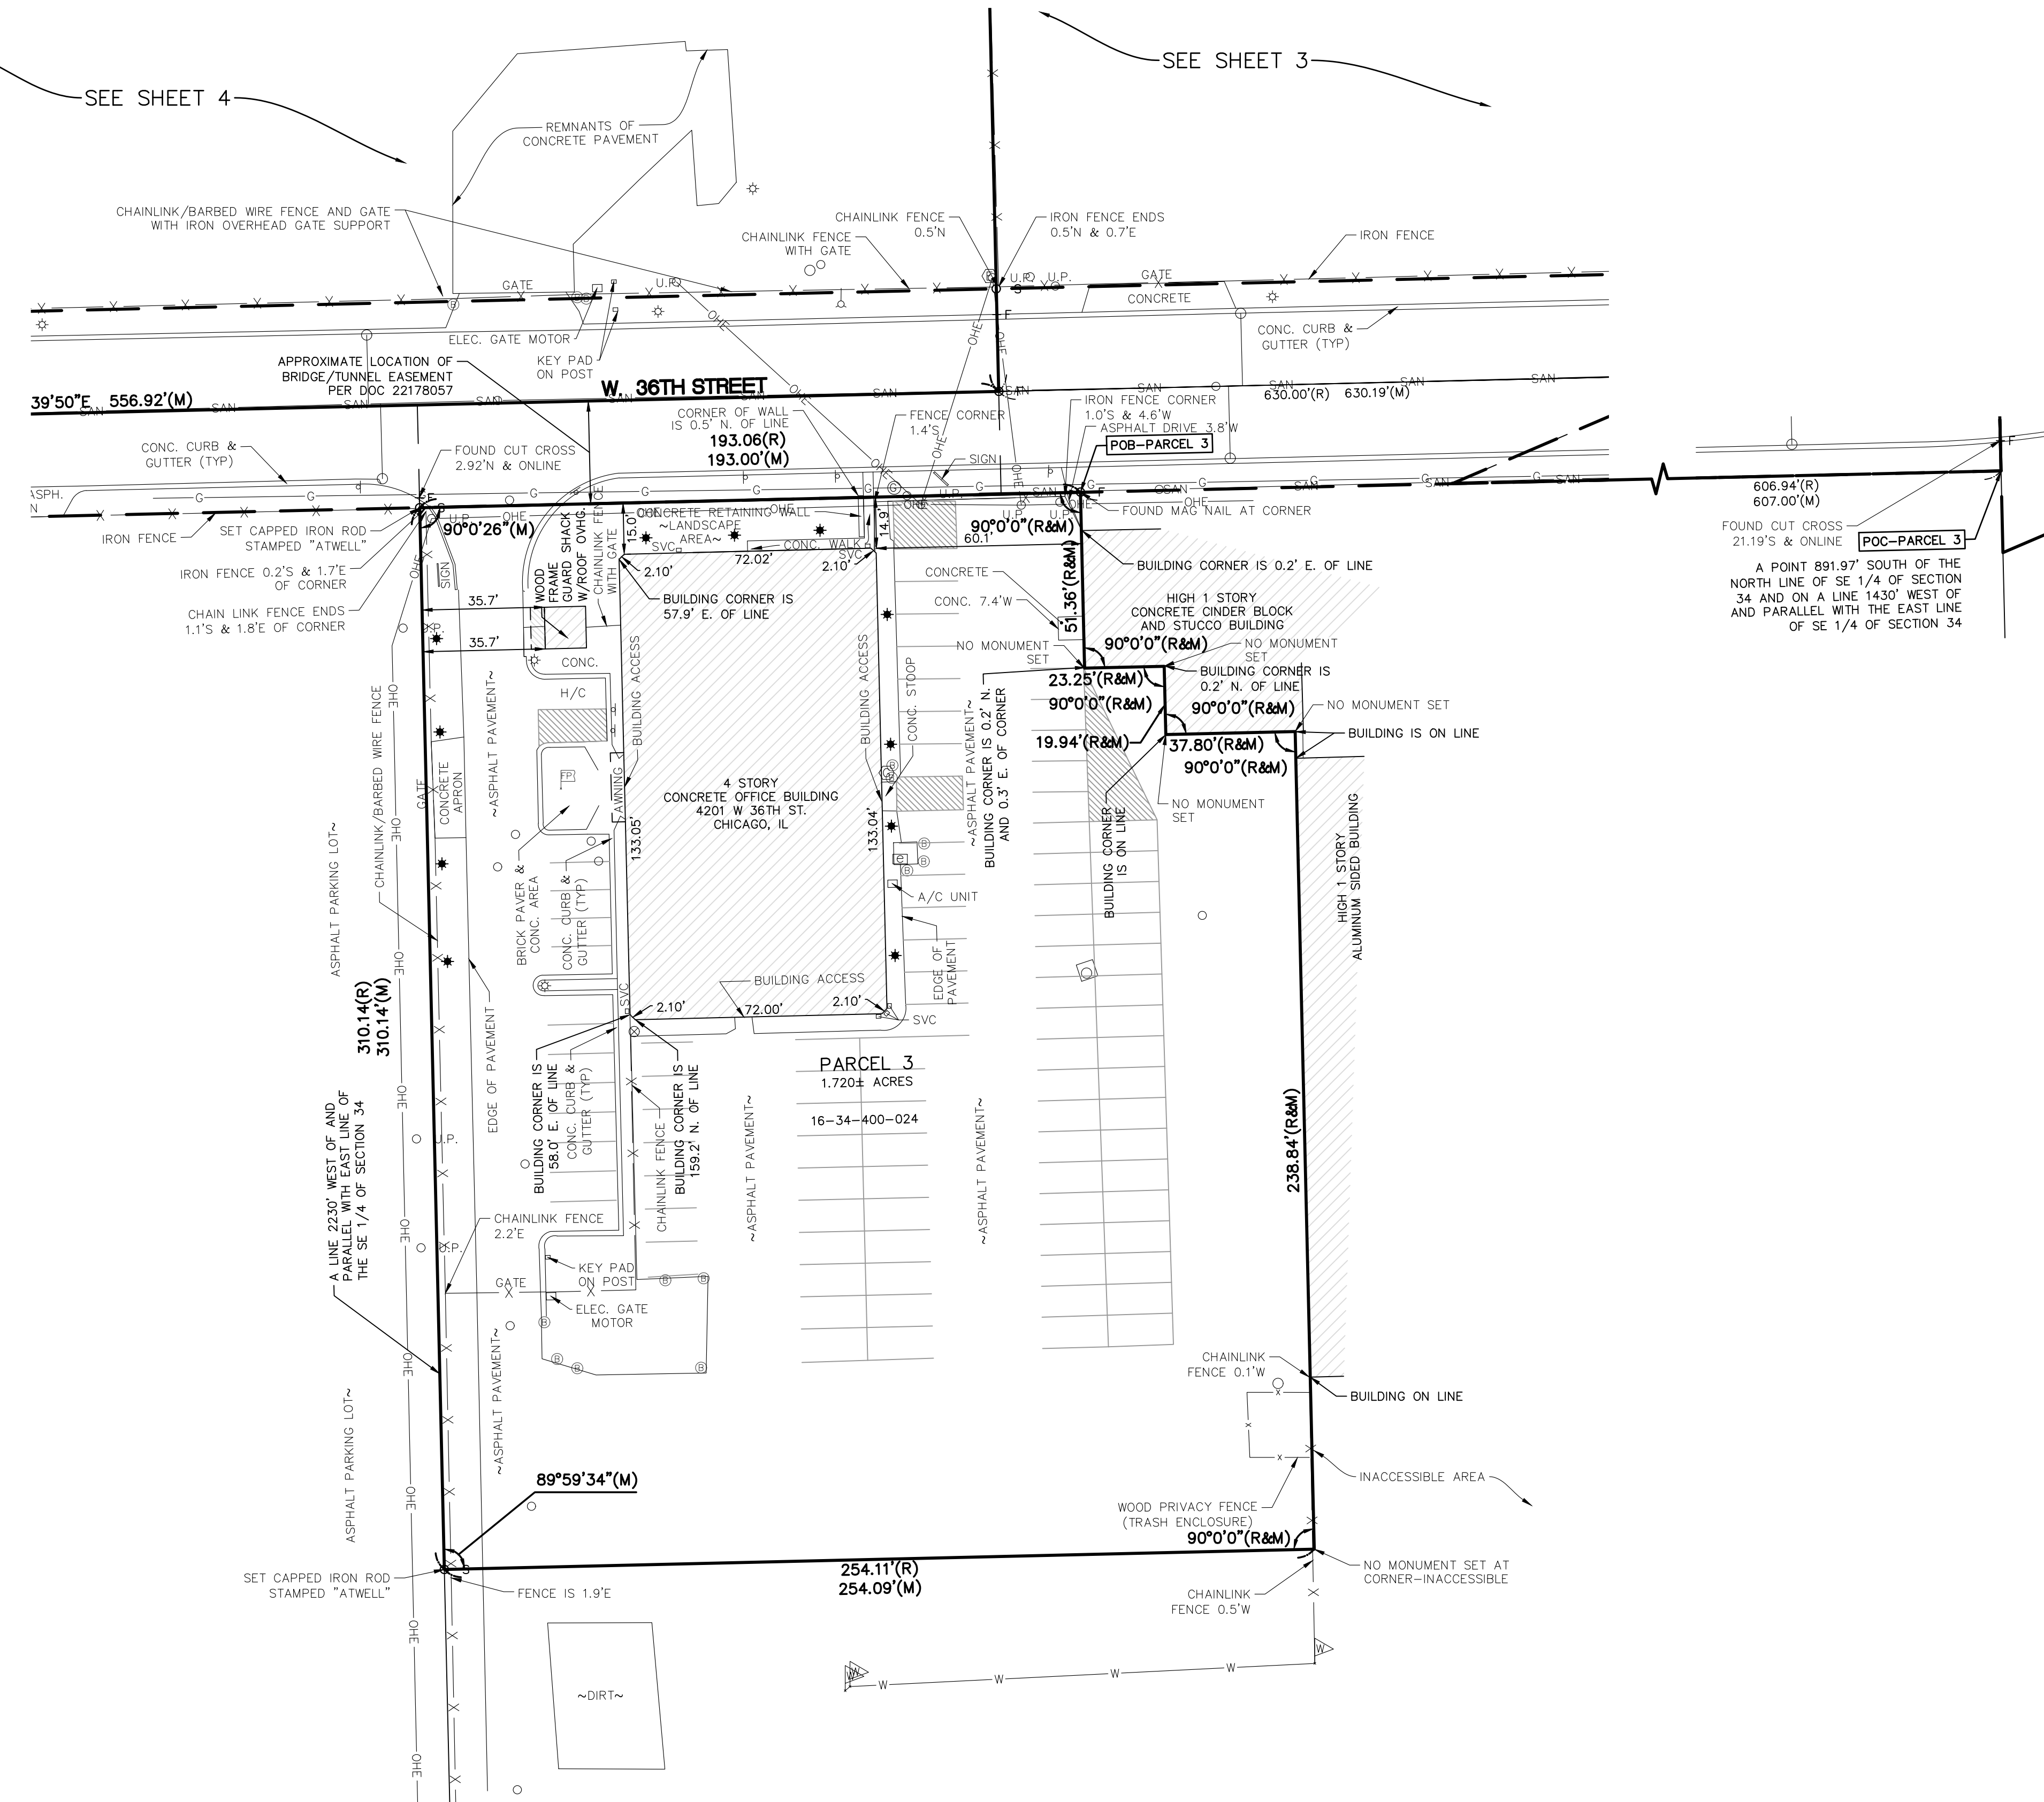 SEE SHEET 3
SEE SHEET 4
REMNANTS OF
CONCRETE PAVEMENT
CHAINLINK/BARBED WIRE FENCE AND GATE
WITH IRON OVERHEAD GATE SUPPORT
CHAINLINK FENCE
WITH GATE
CHAINLINK FENCE
0.5'N
IRON FENCE ENDS
0.5'N & 0.7'E
IRON FENCE
GATE
U.P.
U.P.
U.P.
GATE
CONCRETE
ELEC. GATE MOTOR
KEY PAD
ON POST
CONC. CURB &
GUTTER (TYP)
APPROXIMATE LOCATION OF
BRIDGE/TUNNEL EASEMENT
PER DOC 22178057
W. 36TH STREET
39'50"E 556.92'(M)
630.00'(R) 630.19'(M)
CORNER OF WALL
IS 0.5' N. OF LINE
193.06(R)
193.00'(M)
FENCE CORNER
1.4'S
IRON FENCE CORNER
1.0'S & 4.6'W
ASPHALT DRIVE 3.8'W
POB-PARCEL 3
SIGN
CONC. CURB &
GUTTER (TYP)
FOUND CUT CROSS
2.92'N & ONLINE
ASPH.
SET CAPPED IRON ROD
STAMPED "ATWELL"
IRON FENCE
90°0'26"(M)
IRON FENCE 0.2'S & 1.7'E
OF CORNER
CHAIN LINK FENCE ENDS
1.1'S & 1.8'E OF CORNER
SIGN
WOOD
FRAME
GUARD SHACK
W/ROOF OVHG.
CHAINLINK FENCE
WITH GATE
15.0'
CONCRETE RETAINING WALL
~LANDSCAPE
AREA~
SVC
CONC. WALK
SVC
14.9'
90°0'0"(R&M)
60.1'
FOUND MAG NAIL AT CORNER
606.94'(R)
607.00'(M)
FOUND CUT CROSS
21.19'S & ONLINE
POC-PARCEL 3
A POINT 891.97' SOUTH OF THE
NORTH LINE OF SE 1/4 OF SECTION
34 AND ON A LINE 1430' WEST OF
AND PARALLEL WITH THE EAST LINE
OF SE 1/4 OF SECTION 34
72.02'
2.10'
2.10'
BUILDING CORNER IS
57.9' E. OF LINE
35.7'
35.7'
CONCRETE
CONC. 7.4'W
NO MONUMENT
SET
51.36'(R&M)
BUILDING CORNER IS 0.2' E. OF LINE
HIGH 1 STORY
CONCRETE CINDER BLOCK
AND STUCCO BUILDING
90°0'0"(R&M)
NO MONUMENT
SET
BUILDING CORNER IS
0.2' N. OF LINE
23.25'(R&M)
90°0'0"(R&M)
90°0'0"(R&M)
NO MONUMENT SET
19.94'(R&M)
37.80'(R&M)
BUILDING IS ON LINE
90°0'0"(R&M)
NO MONUMENT
SET
BUILDING CORNER
IS ON LINE
BUILDING CORNER IS 0.2' N.
AND 0.3' E. OF CORNER
~ASPHALT PAVEMENT~
CONC.
H/C
BUILDING ACCESS
BUILDING ACCESS
CONC. STOOP
CHAINLINK/BARBED WIRE FENCE
GATE
CONCRETE
APRON
~ASPHALT PAVEMENT~
FP
AWNING
4 STORY
CONCRETE OFFICE BUILDING
4201 W 36TH ST.
CHICAGO, IL
133.05'
133.04'
ASPHALT PARKING LOT~
BRICK PAVER &
CONC. AREA
CONC. CURB &
GUTTER (TYP)
A/C UNIT
EDGE OF
PAVEMENT
HIGH 1 STORY
ALUMINUM SIDED BUILDING
310.14(R)
310.14'(M)
EDGE OF PAVEMENT
SVC
2.10'
BUILDING ACCESS
72.00'
2.10'
SVC
BUILDING CORNER IS
58.0' E. OF LINE
CONC. CURB &
GUTTER (TYP)
CHAINLINK FENCE
BUILDING CORNER IS
159.2' N. OF LINE
PARCEL 3
1.720± ACRES
16-34-400-024
~ASPHALT PAVEMENT~
~ASPHALT PAVEMENT~
238.84'(R&M)
U.P.
A LINE 2230' WEST OF AND
PARALLEL WITH EAST LINE OF
THE SE 1/4 OF SECTION 34
CHAINLINK FENCE
2.2'E
U.P.
GATE
KEY PAD
ON POST
ELEC. GATE
MOTOR
~ASPHALT PAVEMENT~
ASPHALT PARKING LOT~
CHAINLINK
FENCE 0.1'W
BUILDING ON LINE
INACCESSIBLE AREA
WOOD PRIVACY FENCE
(TRASH ENCLOSURE)
89°59'34"(M)
90°0'0"(R&M)
SET CAPPED IRON ROD
STAMPED "ATWELL"
FENCE IS 1.9'E
254.11'(R)
254.09'(M)
NO MONUMENT SET AT
CORNER-INACCESSIBLE
CHAINLINK
FENCE 0.5'W
~DIRT~